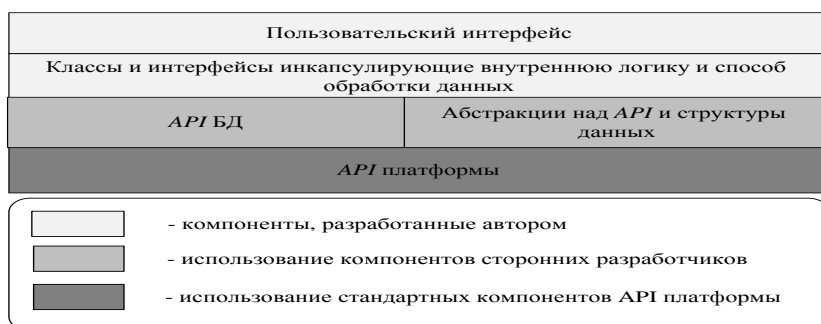 Пользовательский интерфейс
Классы и интерфейсы инкапсулирующие внутреннюю логику и способ
обработки данных
API БД
Абстракции над API и структуры
данных
API платформы
- компоненты, разработанные автором
- использование компонентов сторонних разработчиков
- использование стандартных компонентов API платформы